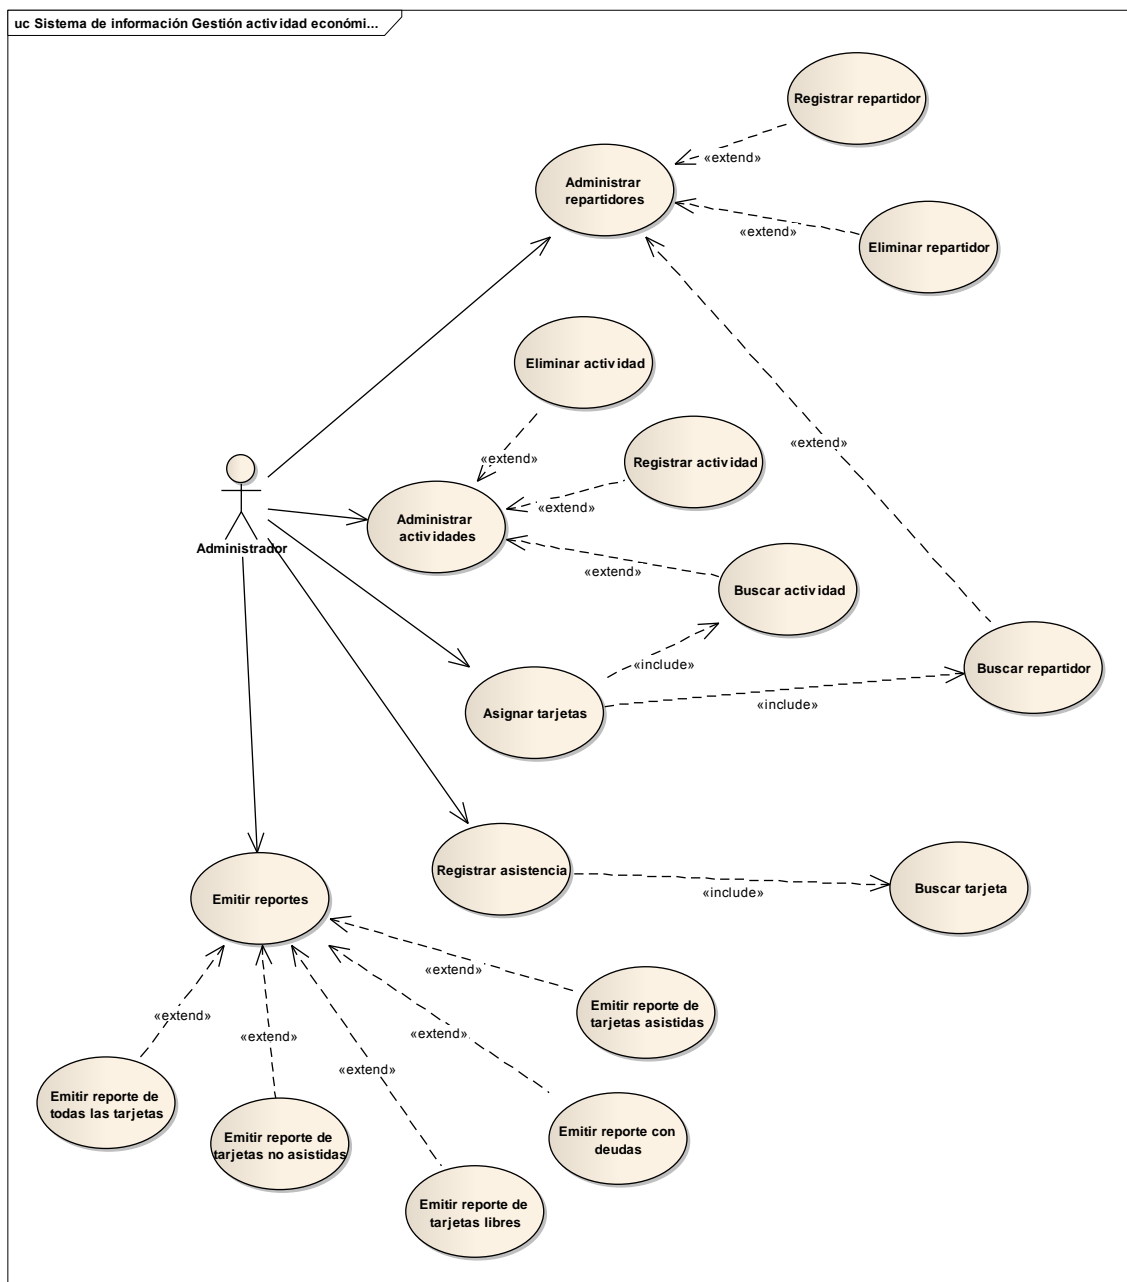 uc Sistema de información Gestión actividad económi...
Registrar repartidor
«extend»
Administrar
repartidores
Eliminar repartidor
«extend»
Eliminar actividad
«extend»
Registrar actividad
«extend»
«extend»
Administrar
actividades
Administrador
«extend»
Buscar actividad
«include»
Buscar repartidor
Asignar tarjetas
«include»
Registrar asistencia
Buscar tarjeta
«include»
Emitir reportes
«extend»
Emitir reporte de
tarjetas asistidas
«extend»
«extend»
«extend»
«extend»
Emitir reporte de
todas las tarjetas
Emitir reporte de
tarjetas no asistidas
Emitir reporte con
deudas
Emitir reporte de
tarjetas libres